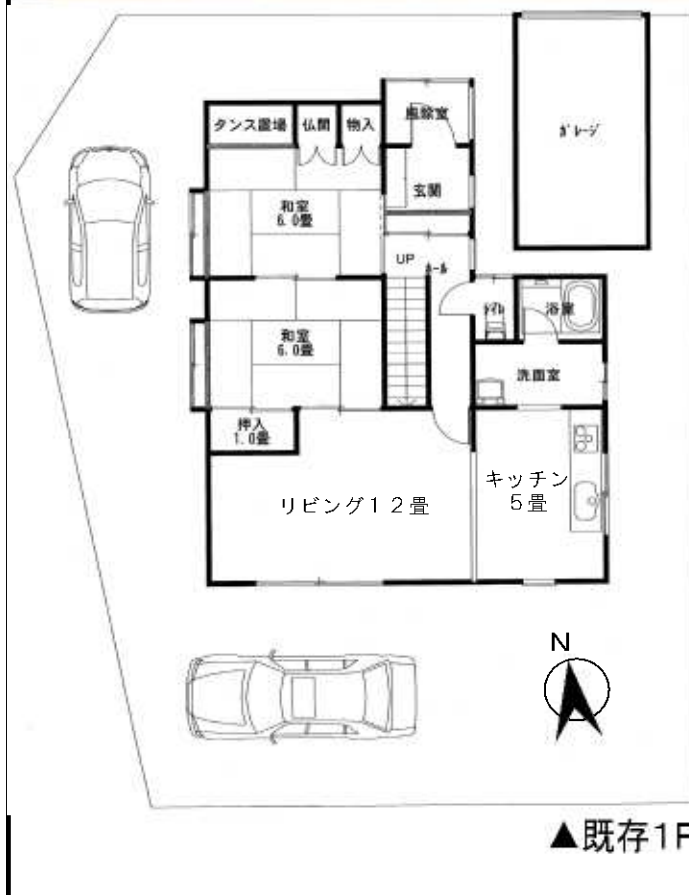 風除室
ガレージ
タンス置場
仏間
物入
玄関
和室
6.0畳
UP
ホール
トイレ
浴室
和室
6.0畳
洗面室
押入
1.0畳
キッチン
5畳
リビング12畳
N
▲既存1F